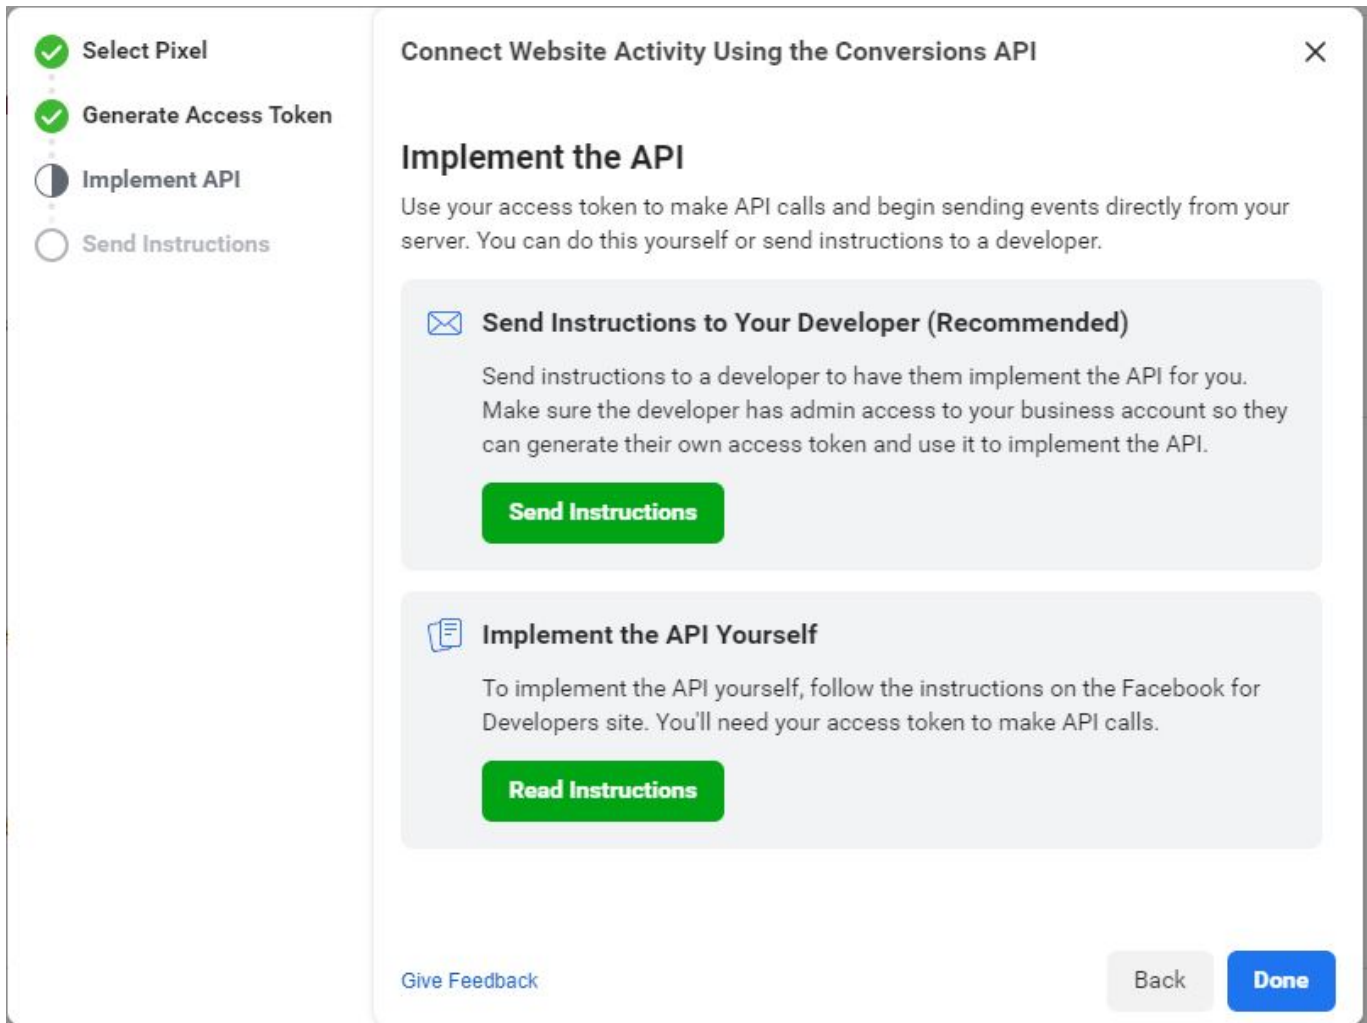 Select Pixel
Generate Access Token
Implement API
Send Instructions
Connect Website Activity Using the Conversions API
Implement the API
Use your access token to make API calls and begin sending events directly from your
server. You can do this yourself or send instructions to a developer.
Send Instructions to Your Developer (Recommended)
Send instructions to a developer to have them implement the API for you.
Make sure the developer has admin access to your business account so they
can generate their own access token and use it to implement the API.
Send Instructions
Implement the API Yourself
To implement the API yourself, follow the instructions on the Facebook for
Developers site. You'll need your access token to make API calls.
Read Instructions
Give Feedback
Back
Done